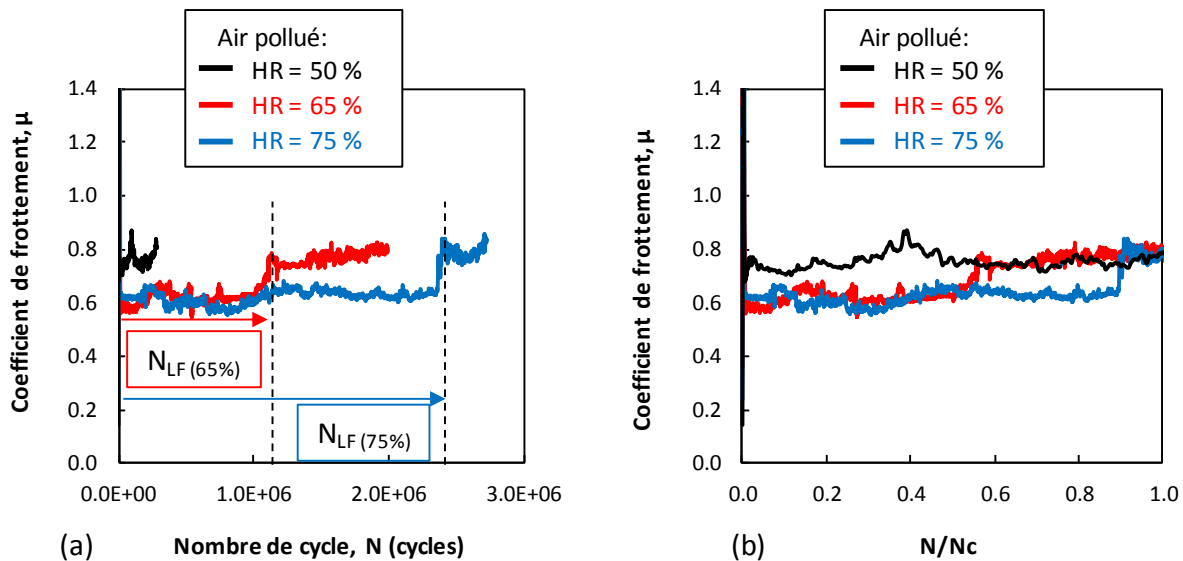 Air pollué:
HR = 50 %
HR = 65 %
HR = 75 %
Coefficient de frottement, µ
1.4
1.2
1.0
0.8
0.6
0.4
0.2
0.0
NLF (65%)
NLF (75%)
0.0E+00
1.0E+06
2.0E+06
3.0E+06
(a)
Nombre de cycle, N (cycles)
Air pollué:
HR = 50 %
HR = 65 %
HR = 75 %
Coefficient de frottement, µ
1.4
1.2
1.0
0.8
0.6
0.4
0.2
0.0
0.0
0.2
0.4
0.6
0.8
1.0
(b)
N/Nc